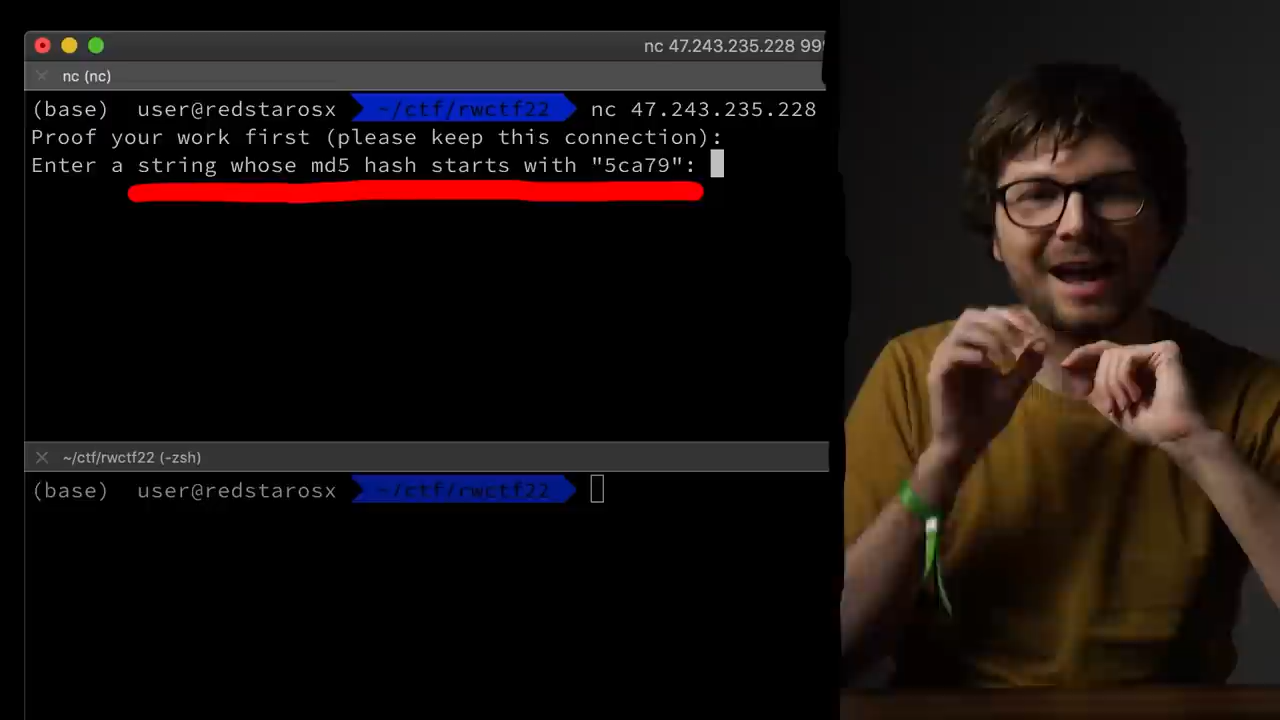 nc 47.243.235.228 99
nc (nc)
(base) user@redstarosx ~/ctf/rwctf22 nc 47.243.235.228
Proof your work first (please keep this connection):
Enter a string whose md5 hash starts with "5ca79":
~/ctf/rwctf22 (-zsh)
(base) user@redstarosx ~/ctf/rwctf22